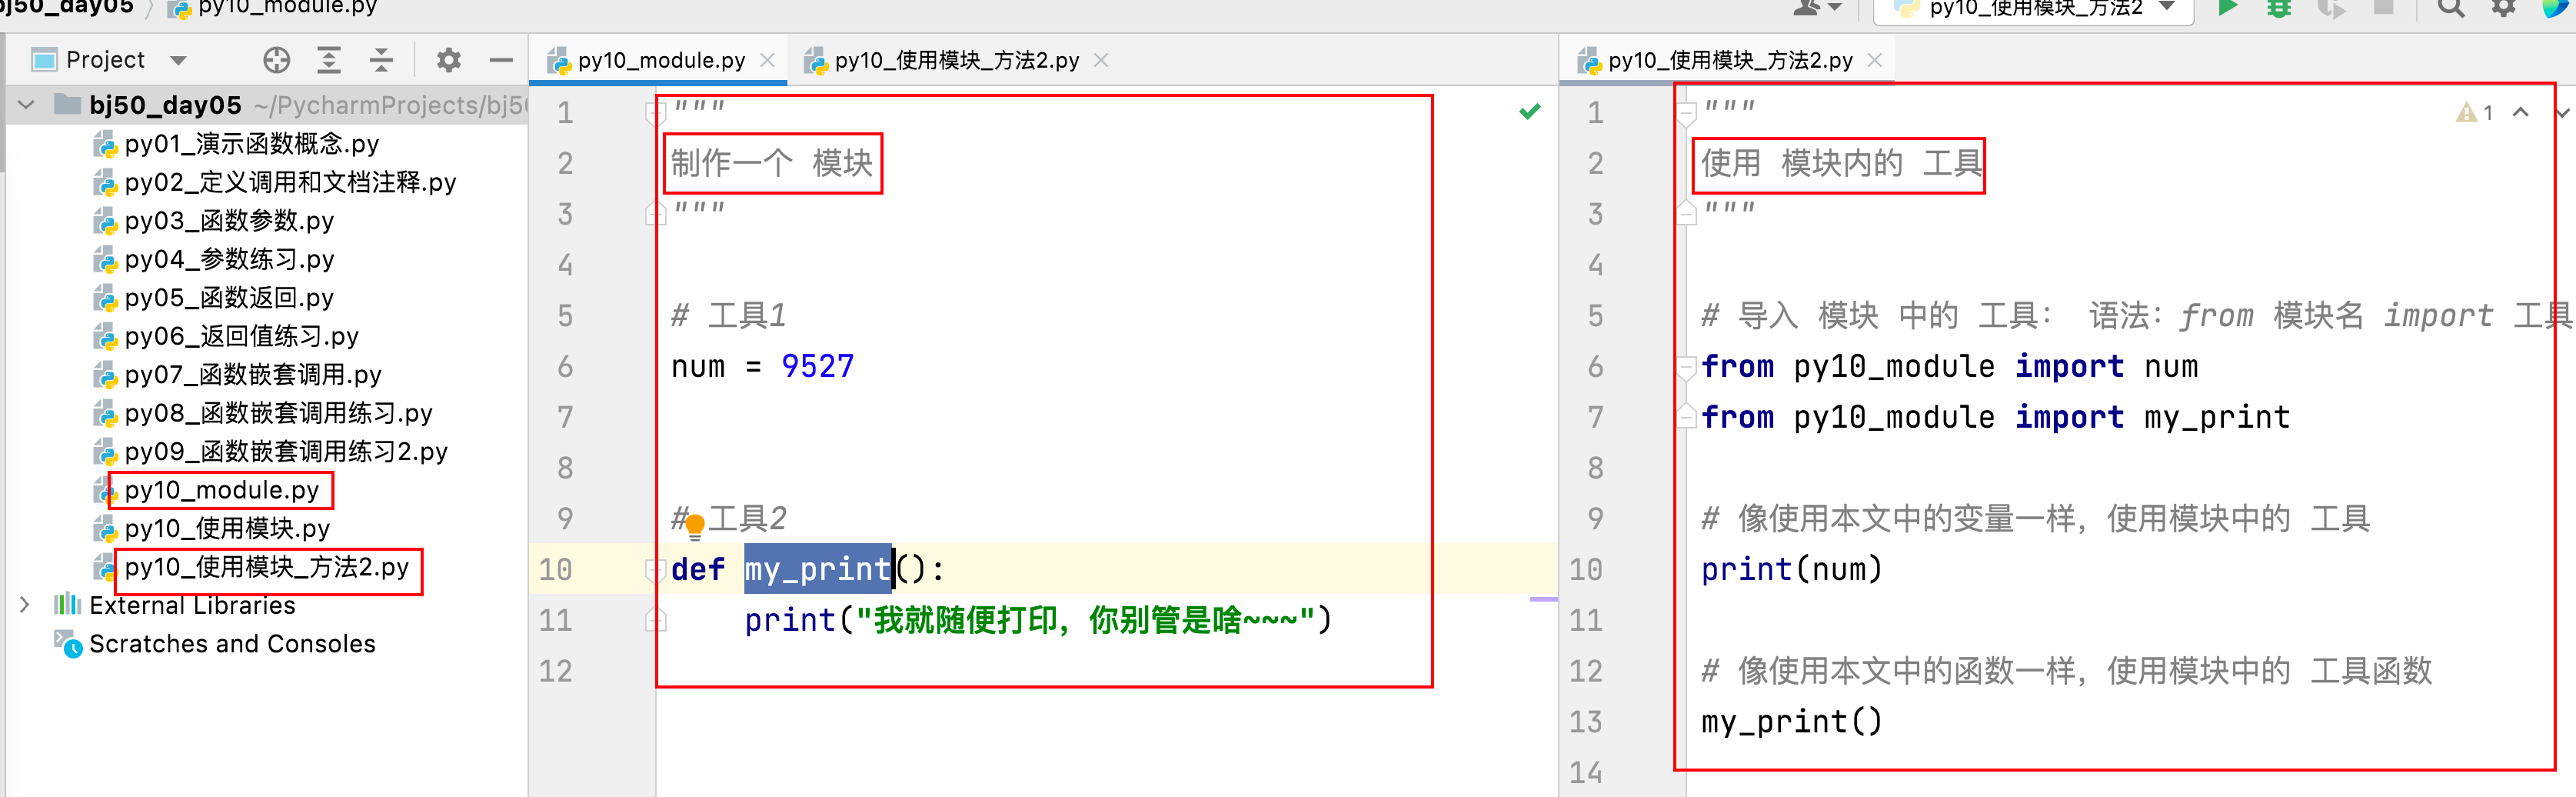 bj50_day05 py10_module.py
py10_使用模块_方法2
Project
bj50_day05 ~/PycharmProjects/bj50
py01_演示函数概念.py
py02_定义调用和文档注释.py
py03_函数参数.py
py04_参数练习.py
py05_函数返回.py
py06_返回值练习.py
py07_函数嵌套调用.py
py08_函数嵌套调用练习.py
py09_函数嵌套调用练习2.py
py10_module.py
py10_使用模块.py
py10_使用模块_方法2.py
External Libraries
Scratches and Consoles
py10_module.py
py10_使用模块_方法2.py
1 """
2 制作一个 模块
3 """
4
5 # 工具1
6 num = 9527
7
8
9 # 工具2
10 def my_print():
11 print("我就随便打印，你别管是啥~~~")
12
py10_使用模块_方法2.py
1
1 """
2 使用 模块内的 工具
3 """
4
5 # 导入 模块 中的 工具： 语法：from 模块名 import 工具
6 from py10_module import num
7 from py10_module import my_print
8
9 # 像使用本文中的变量一样，使用模块中的 工具
10 print(num)
11
12 # 像使用本文中的函数一样，使用模块中的 工具函数
13 my_print()
14